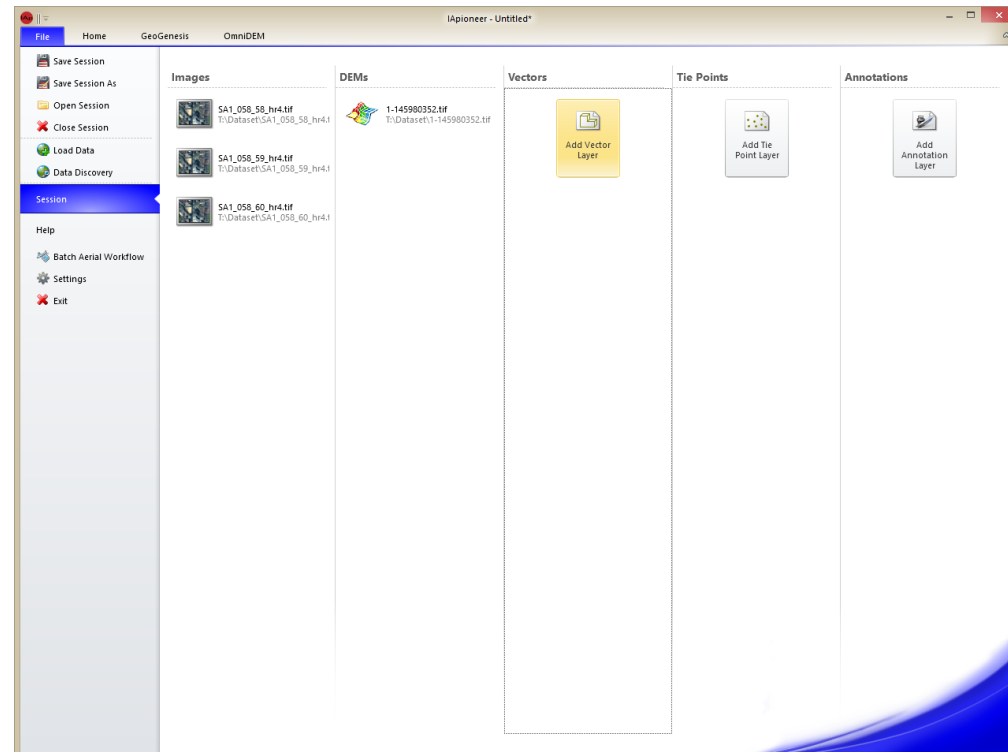 IApioneer - Untitled*
File Home GeoGenesis OmniDEM
Save Session
Save Session As
Open Session
Close Session
Load Data
Data Discovery
Session
Help
Batch Aerial Workflow
Settings
Exit
Images
SA1_058_58_hr4.tif
T:\Dataset\SA1_058_58_hr4.t
SA1_058_59_hr4.tif
T:\Dataset\SA1_058_59_hr4.t
SA1_058_60_hr4.tif
T:\Dataset\SA1_058_60_hr4.t
DEMs
1-145980352.tif
T:\Dataset\1-145980352.tif
Vectors
Add Vector
Layer
Tie Points
Add Tie
Point Layer
Annotations
Add
Annotation
Layer